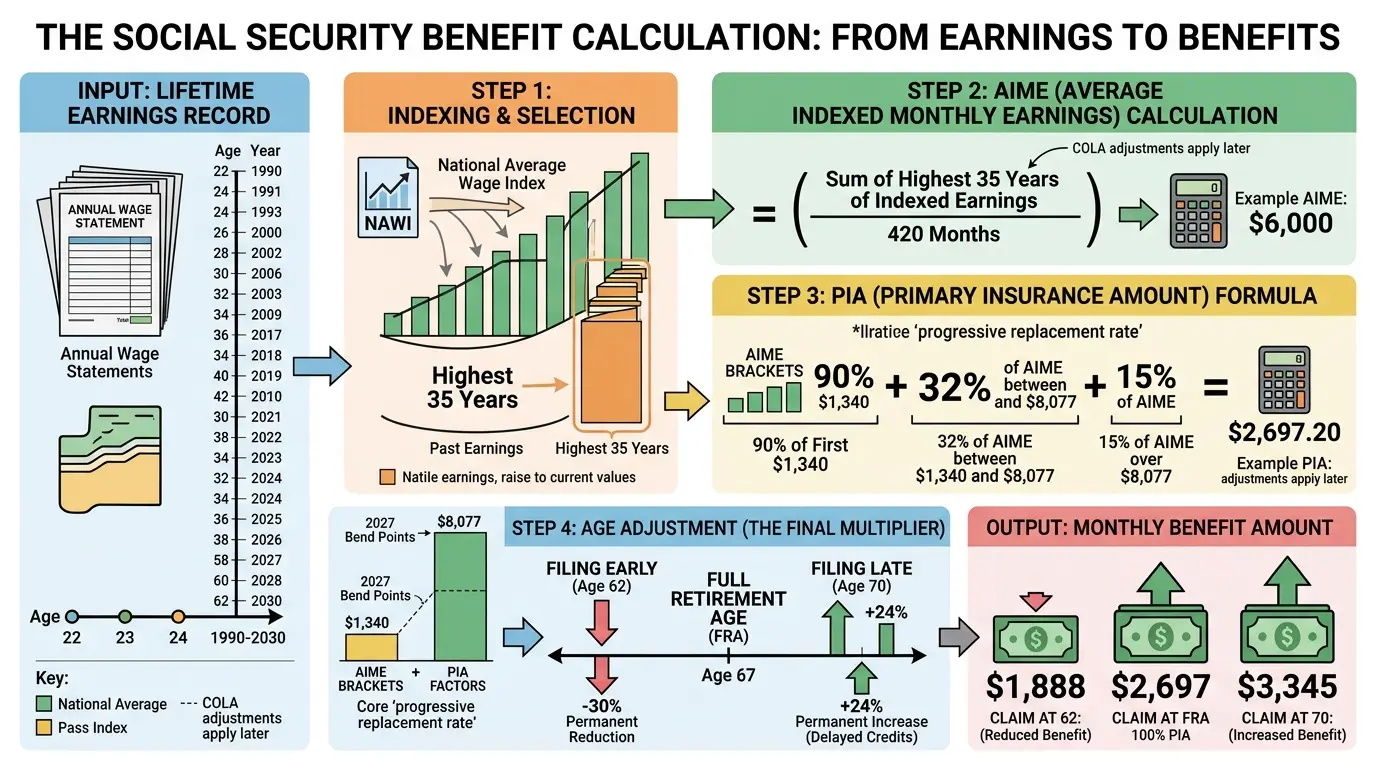 THE SOCIAL SECURITY BENEFIT CALCULATION: FROM EARNINGS TO BENEFITS
INPUT: LIFETIME
EARNINGS RECORD
Age Year
22 1990
24 1991
24 1993
26 2000
28 2002
30 2006
32 2003
34 2009
36 2017
34 2018
40 2019
42 2010
30 2021
38 2022
34 2023
32 2024
34 2024
36 2025
38 2026
58 2027
60 2028
62 2030
ANNUAL WAGE
STATEMENT
Total:
Annual Wage
Statements
Age
22 23 24 1990-2030
Key:
National Average
Pass Index
--- COLA
adjustments
apply later
STEP 1:
INDEXING & SELECTION
NAWI
National Average
Wage Index
Highest
35 Years
Past Earnings
Highest 35 Years
Natile earnings, raise to current values
STEP 2: AIME (AVERAGE
INDEXED MONTHLY EARNINGS) CALCULATION
COLA adjustments apply later
= ( Sum of Highest 35 Years
of Indexed Earnings
420 Months )
0
Example AIME:
$6,000
STEP 3: PIA (PRIMARY INSURANCE AMOUNT) FORMULA
*llratice ‘progressive replacement rate’
AIME
BRACKETS
90%
$1,340
90% of First
$1,340
+
32% of AIME
between
and $8,077
32% of AIME
between
$1,340 and $8,077
+
15%
of AIME
15% of AIME
over
$8,077
=
0
$2,697.20
Example PIA:
adjustments apply later
2027
Bend Points
$8,077
2027
Bend Points
$1,340
AIME
BRACKETS
+
PIA
FACTORS
Core ‘progressive
replacement rate’
STEP 4: AGE ADJUSTMENT (THE FINAL MULTIPLIER)
FILING EARLY
(Age 62)
-30%
Permanent
Reduction
FULL
RETIREMENT
AGE
(FRA)
Age 67
FILING LATE
(Age 70)
+24%
+24%
Permanent Increase
(Delayed Credits)
OUTPUT: MONTHLY BENEFIT AMOUNT
$
$1,888
CLAIM AT 62:
(Reduced Benefit)
$
$2,697
CLAIM AT FRA
100% PIA
$
$3,345
CLAIM AT 70:
(Increased Benefit)